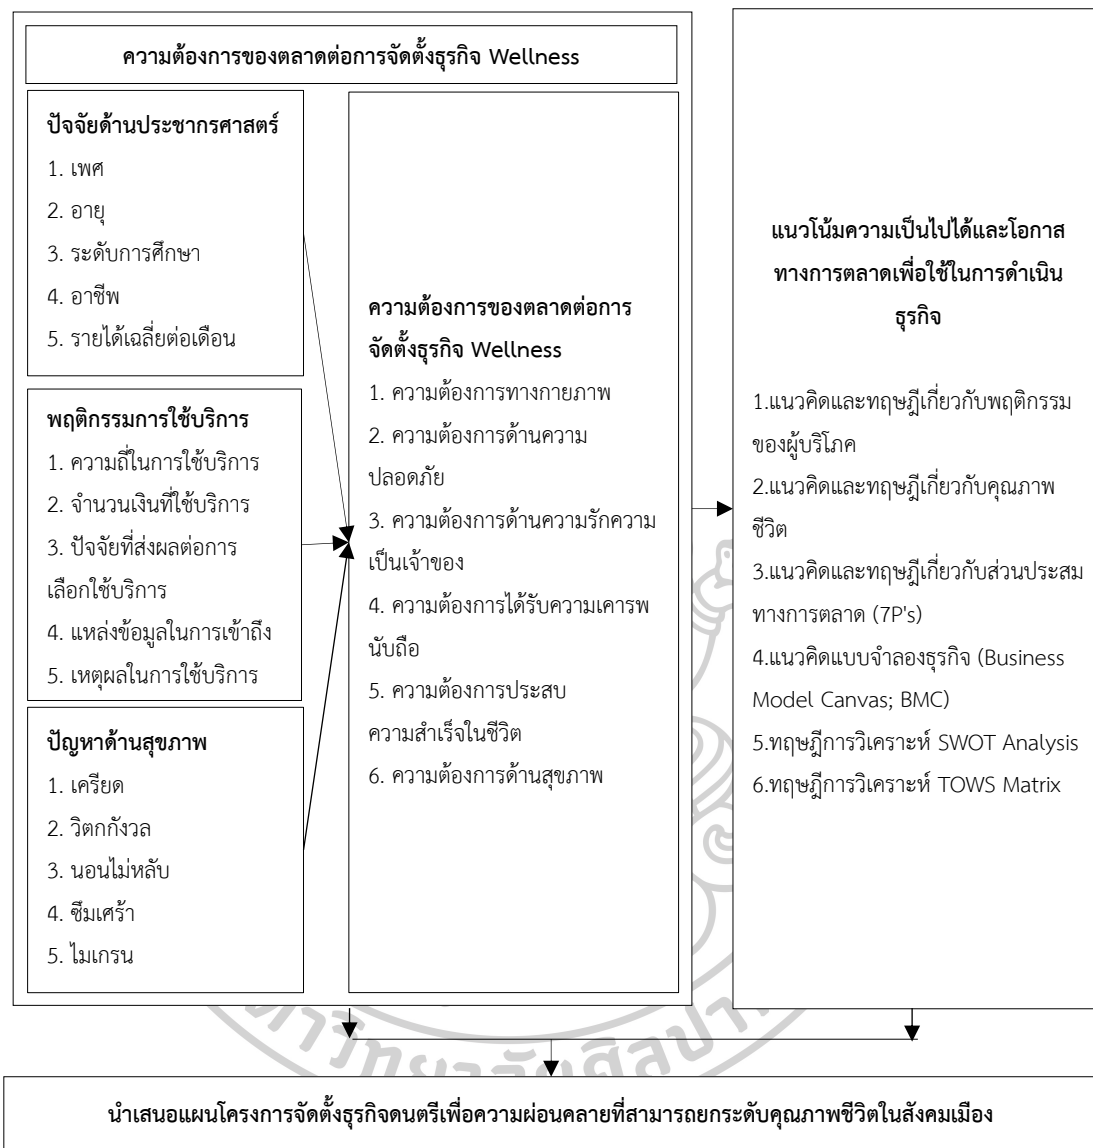 ความต้องการของตลาดต่อการจัดตั้งธุรกิจ Wellness
ปัจจัยด้านประชากรศาสตร์
1. เพศ
2. อายุ
3. ระดับการศึกษา
4. อาชีพ
5. รายได้เฉลี่ยต่อเดือน
พฤติกรรมการใช้บริการ
1. ความถี่ในการใช้บริการ
2. จำนวนเงินที่ใช้บริการ
3. ปัจจัยที่ส่งผลต่อการ
เลือกใช้บริการ
4. แหล่งข้อมูลในการเข้าถึง
5. เหตุผลในการใช้บริการ
ปัญหาด้านสุขภาพ
1. เครียด
2. วิตกกังวล
3. นอนไม่หลับ
4. ซึมเศร้า
5. ไมเกรน
ความต้องการของตลาดต่อการ
จัดตั้งธุรกิจ Wellness
1. ความต้องการทางกายภาพ
2. ความต้องการด้านความ
ปลอดภัย
3. ความต้องการด้านความรักความ
เป็นเจ้าของ
4. ความต้องการได้รับความเคารพ
นับถือ
5. ความต้องการประสบ
ความสำเร็จในชีวิต
6. ความต้องการด้านสุขภาพ
แนวโน้มความเป็นไปได้และโอกาส
ทางการตลาดเพื่อใช้ในการดำเนิน
ธุรกิจ
1.แนวคิดและทฤษฎีเกี่ยวกับพฤติกรรม
ของผู้บริโภค
2.แนวคิดและทฤษฎีเกี่ยวกับคุณภาพ
ชีวิต
3.แนวคิดและทฤษฎีเกี่ยวกับส่วนประสม
ทางการตลาด (7P's)
4.แนวคิดแบบจำลองธุรกิจ (Business
Model Canvas; BMC)
5.ทฤษฎีการวิเคราะห์ SWOT Analysis
6.ทฤษฎีการวิเคราะห์ TOWS Matrix
นำเสนอแผนโครงการจัดตั้งธุรกิจดนตรีเพื่อความผ่อนคลายที่สามารถยกระดับคุณภาพชีวิตในสังคมเมือง